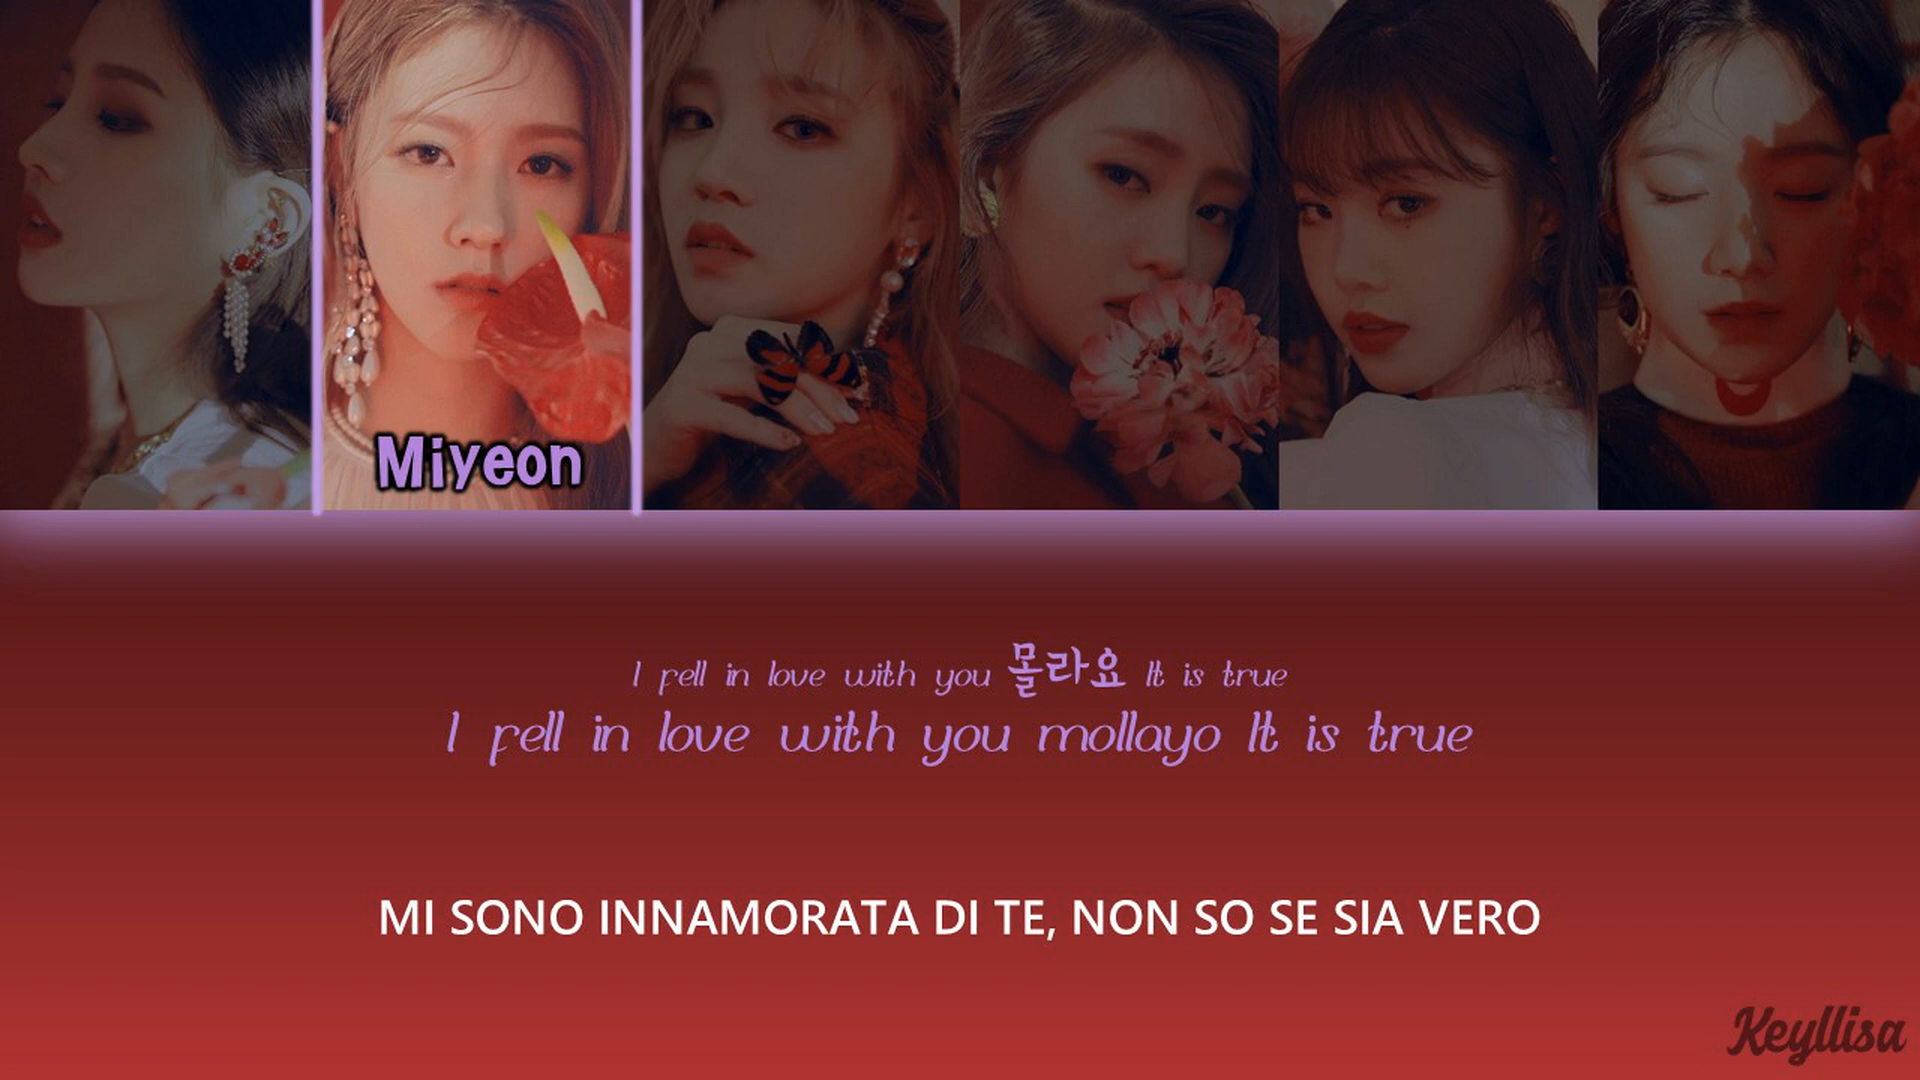 Miyeon
I fell in love with you 몰라요 It is true
I fell in love with you mollayo It is true
MI SONO INNAMORATA DI TE, NON SO SE SIA VERO
Keyllisa